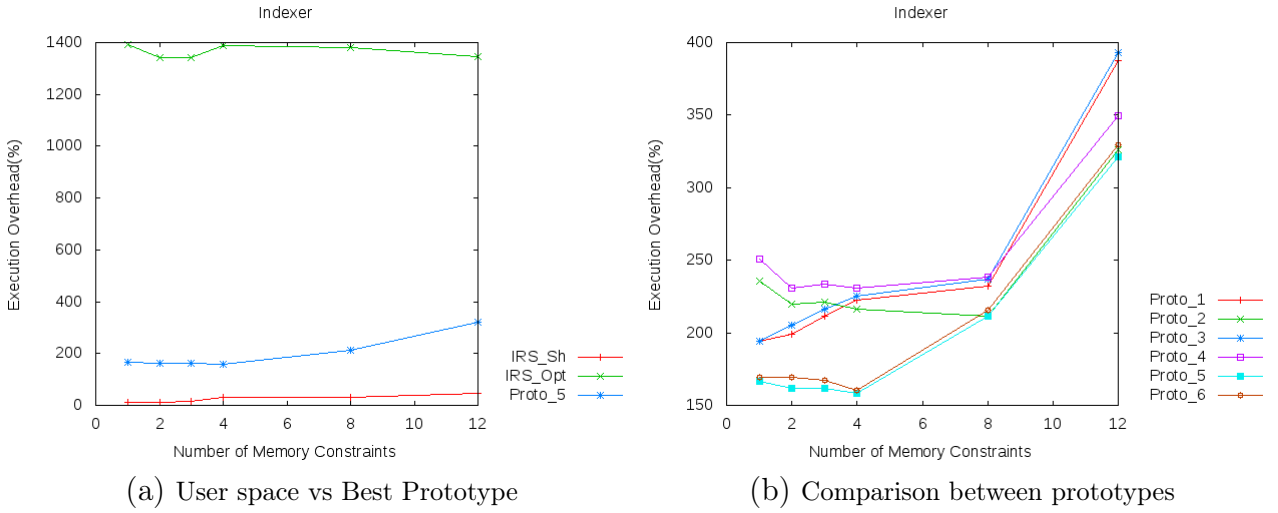 Indexer
1400
1200
1000
800
600
400
200
0
Execution Overhead(%)
0 2 4 6 8 10 12
Number of Memory Constraints
IRS_Sh
IRS_Opt
Proto_5
(a) User space vs Best Prototype
Indexer
400
350
300
250
200
150
Execution Overhead(%)
0 2 4 6 8 10 12
Number of Memory Constraints
Proto_1
Proto_2
Proto_3
Proto_4
Proto_5
Proto_6
(b) Comparison between prototypes